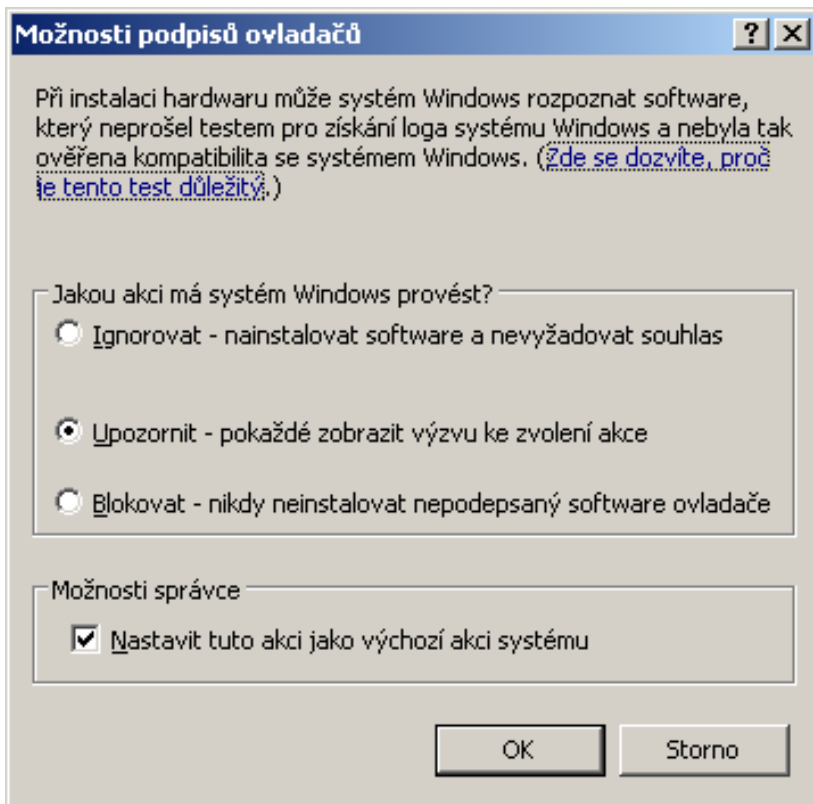 Možnosti podpisů ovladačů
Při instalaci hardwaru může systém Windows rozpoznat software,
který neprošel testem pro získání loga systému Windows a nebyla tak
ověřena kompatibilita se systémem Windows. (Zde se dozvíte, proč
je tento test důležitý.)
Jakou akci má systém Windows provést?
Ignorovat - nainstalovat software a nevyžadovat souhlas
Upozornit - pokaždé zobrazit výzvu ke zvolení akce
Blokovat - nikdy neinstalovat nepodepsaný software ovladače
Možnosti správce
Nastavit tuto akci jako výchozí akci systému
OK
Storno